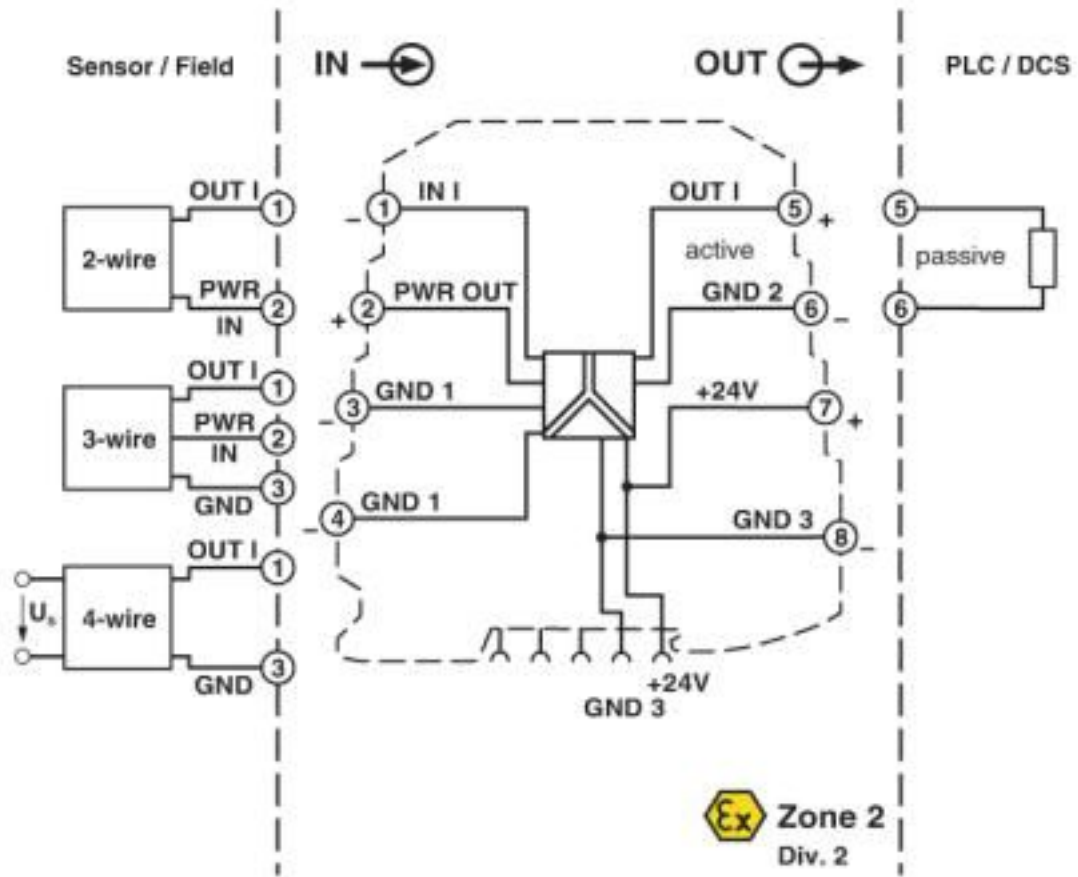 Sensor / Field
IN
OUT
PLC / DCS
OUT I
1
2-wire
PWR
IN
2
OUT I
1
3-wire
PWR
IN
2
GND
3
OUT I
1
4-wire
Us
GND
3
1
IN I
−
2
PWR OUT
+
3
GND 1
−
4
GND 1
−
OUT I
5
+
active
GND 2
6
−
+24V
7
+
GND 3
8
−
+24V
GND 3
5
passive
6
Ex
Zone 2
Div. 2